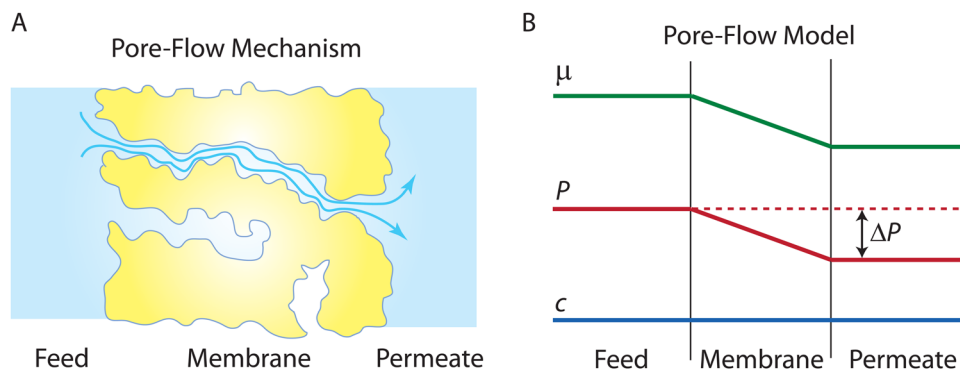 A
Pore-Flow Mechanism
Feed
Membrane
Permeate
B
Pore-Flow Model
μ
P
ΔP
c
Feed
Membrane
Permeate